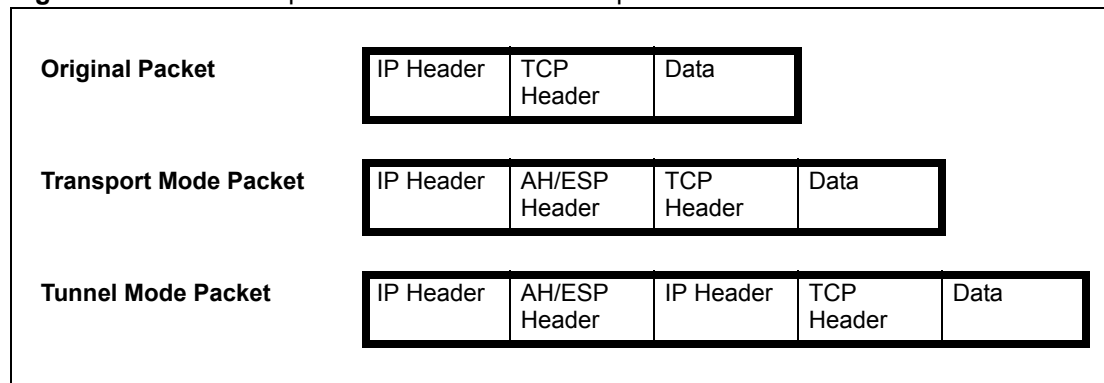 Original Packet
IP Header
TCP
Header
Data
Transport Mode Packet
IP Header
AH/ESP
Header
TCP
Header
Data
Tunnel Mode Packet
IP Header
AH/ESP
Header
IP Header
TCP
Header
Data